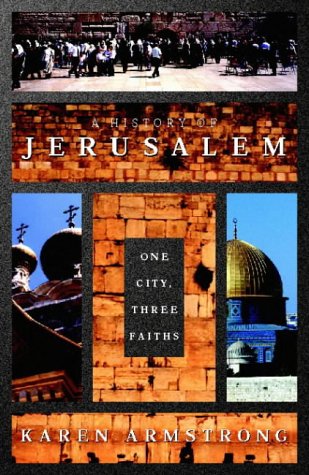 A HISTORY OF
JERUSALEM
ONE
CITY,
THREE
FAITHS
KAREN ARMSTRONG